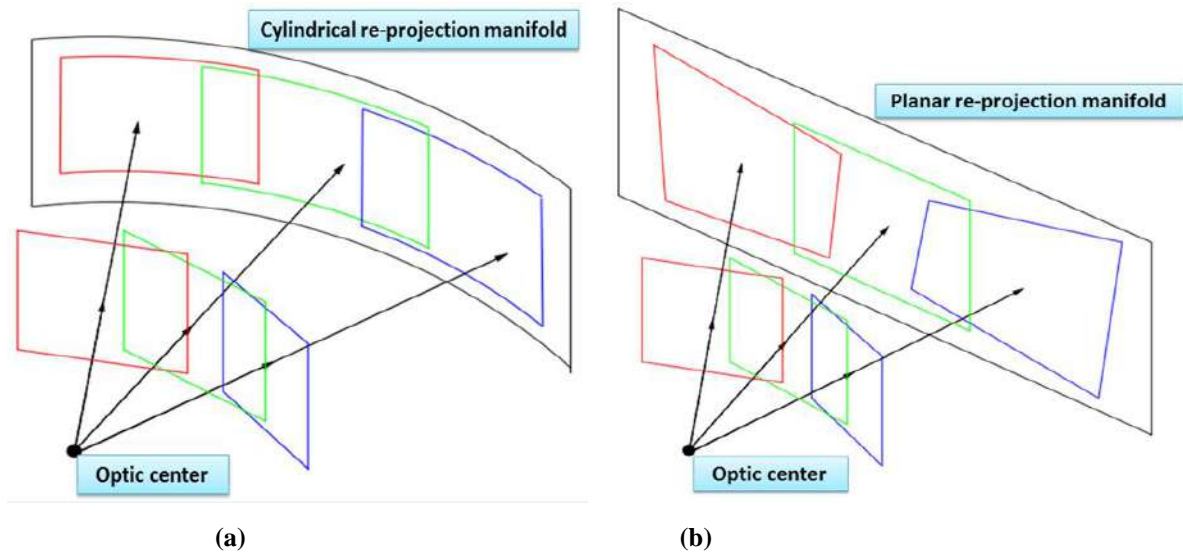 Cylindrical re-projection manifold
Planar re-projection manifold
Optic center
Optic center
(a)
(b)